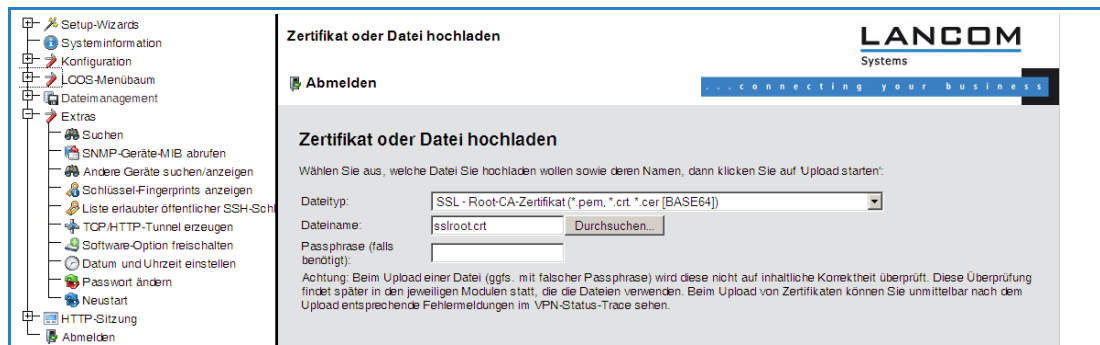 Setup-Wizards
Systeminformation
Konfiguration
LCOS-Menübaum
Dateimanagement
Extras
Suchen
SNMP-Geräte-MIB abrufen
Andere Geräte suchen/anzeigen
Schlüssel-Fingerprints anzeigen
Liste erlaubter öffentlicher SSH-Schl
TCP/HTTP-Tunnel erzeugen
Software-Option freischalten
Datum und Uhrzeit einstellen
Passwort ändern
Neustart
HTTP-Sitzung
Abmelden
Zertifikat oder Datei hochladen
LANCOM
Systems
Abmelden
...connecting your business
Zertifikat oder Datei hochladen
Wählen Sie aus, welche Datei Sie hochladen wollen sowie deren Namen, dann klicken Sie auf 'Upload starten':
Dateityp: SSL - Root-CA-Zertifikat (*.pem, *.crt. *.cer [BASE64])
Dateiname: sslroot.crt Durchsuchen...
Passphrase (falls
benötigt):
Achtung: Beim Upload einer Datei (ggfs. mit falscher Passphrase) wird diese nicht auf inhaltliche Korrektheit überprüft. Diese Überprüfung
findet später in den jeweiligen Modulen statt, die die Dateien verwenden. Beim Upload von Zertifikaten können Sie unmittelbar nach dem
Upload entsprechende Fehlermeldungen im VPN-Status-Trace sehen.